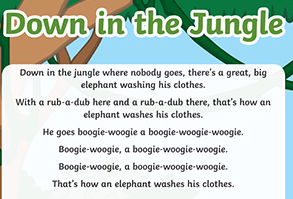 Down in the Jungle
Down in the jungle where nobody goes, there's a great, big
elephant washing his clothes.
With a rub-a-dub here and a rub-a-dub there, that's how an
elephant washes his clothes.
He goes boogie-woogie a boogie-woogie-woogie.
Boogie-woogie, a boogie-woogie-woogie.
Boogie-woogie, a boogie-woogie-woogie.
That's how an elephant washes his clothes.